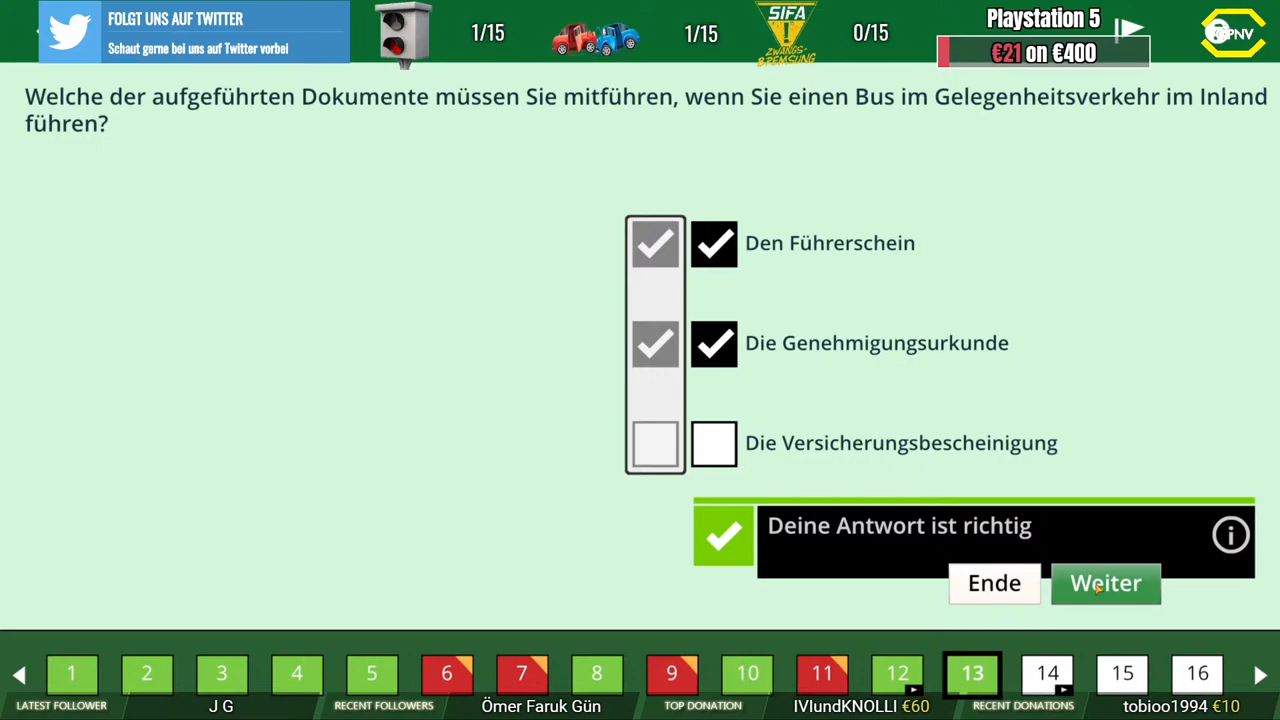 FOLGT UNS AUF TWITTER
Schaut gerne bei uns auf Twitter vorbei
1/15
1/15
SIFA
ZWANGS-
BREMSUNG
0/15
Playstation 5
€21 on €400
ÖPNV
Welche der aufgeführten Dokumente müssen Sie mitführen, wenn Sie einen Bus im Gelegenheitsverkehr im Inland
führen?
Den Führerschein
Die Genehmigungsurkunde
Die Versicherungsbescheinigung
Deine Antwort ist richtig
Ende
Weiter
1 2 3 4 5 6 7 8 9 10 11 12 13 14 15 16
LATEST FOLLOWER J G RECENT FOLLOWERS Ömer Faruk Gün TOP DONATION IVIundKNOLLI €60 RECENT DONATIONS tobioo1994 €10